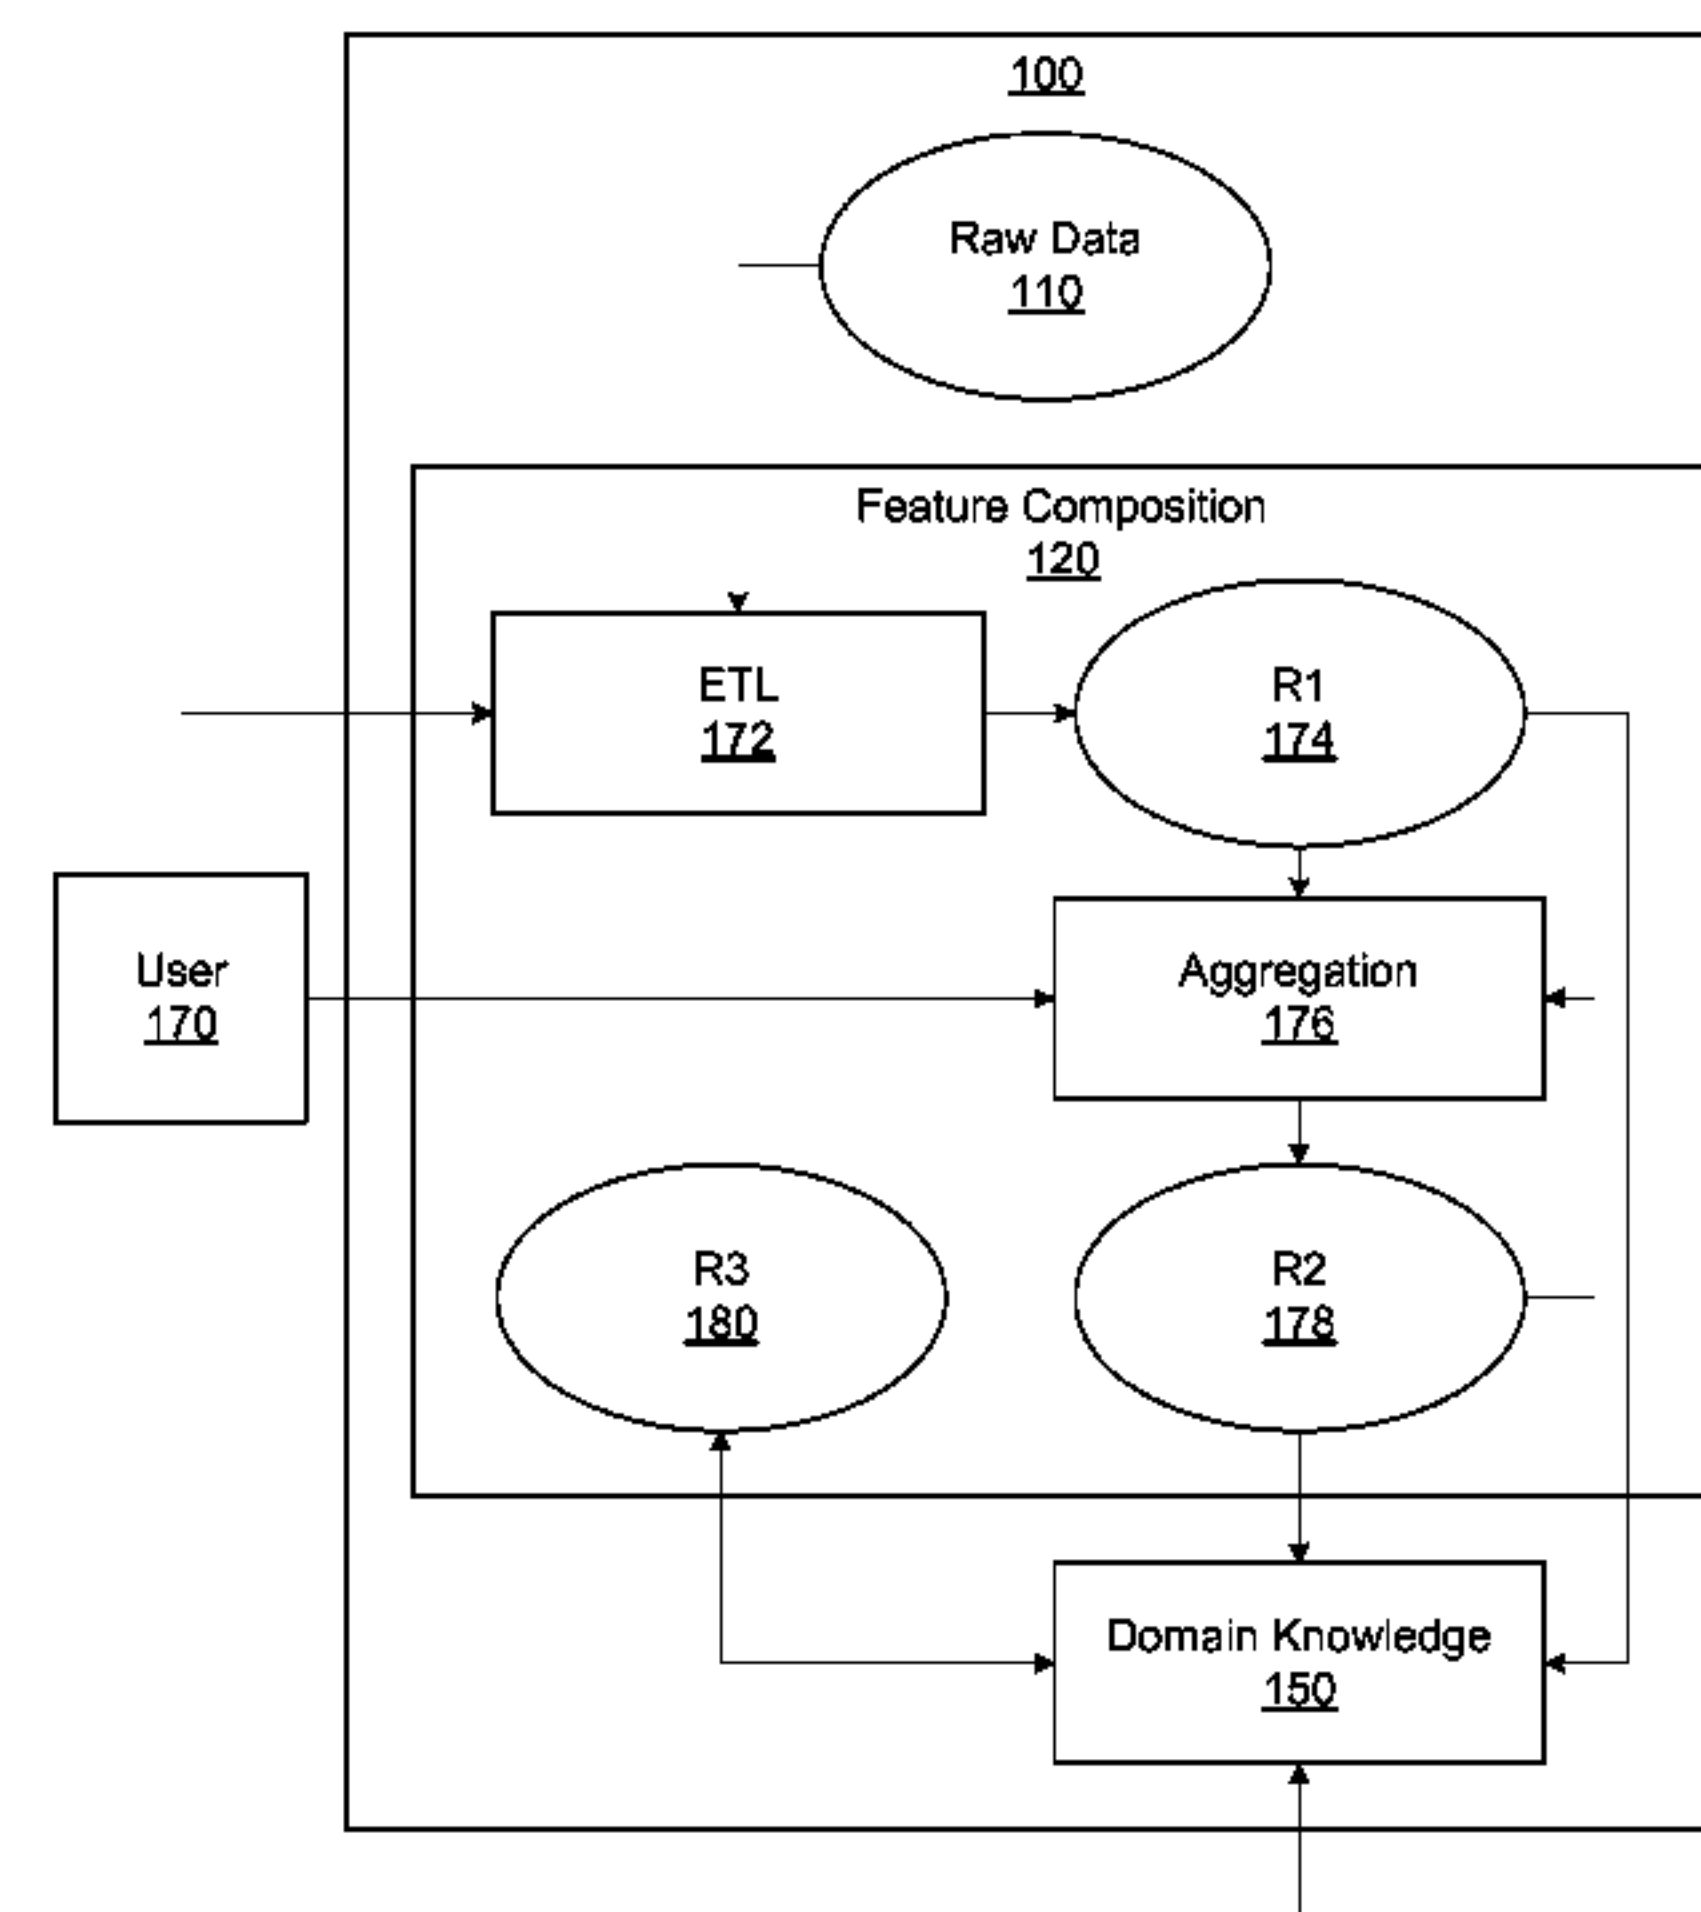 100
Raw Data
110
Feature Composition
120
ETL
172
R1
174
User
170
Aggregation
176
R3
180
R2
178
Domain Knowledge
150